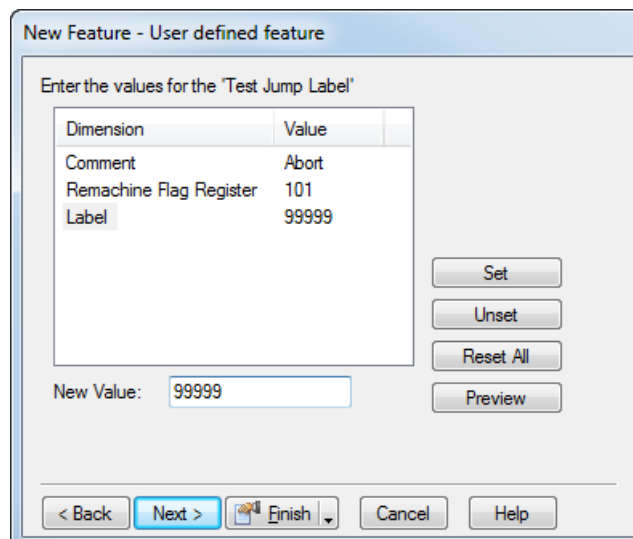 New Feature - User defined feature
Enter the values for the 'Test Jump Label'
Dimension Value
Comment Abort
Remachine Flag Register 101
Label 99999
Set
Unset
Reset All
New Value: 99999
Preview
< Back Next > Finish Cancel Help